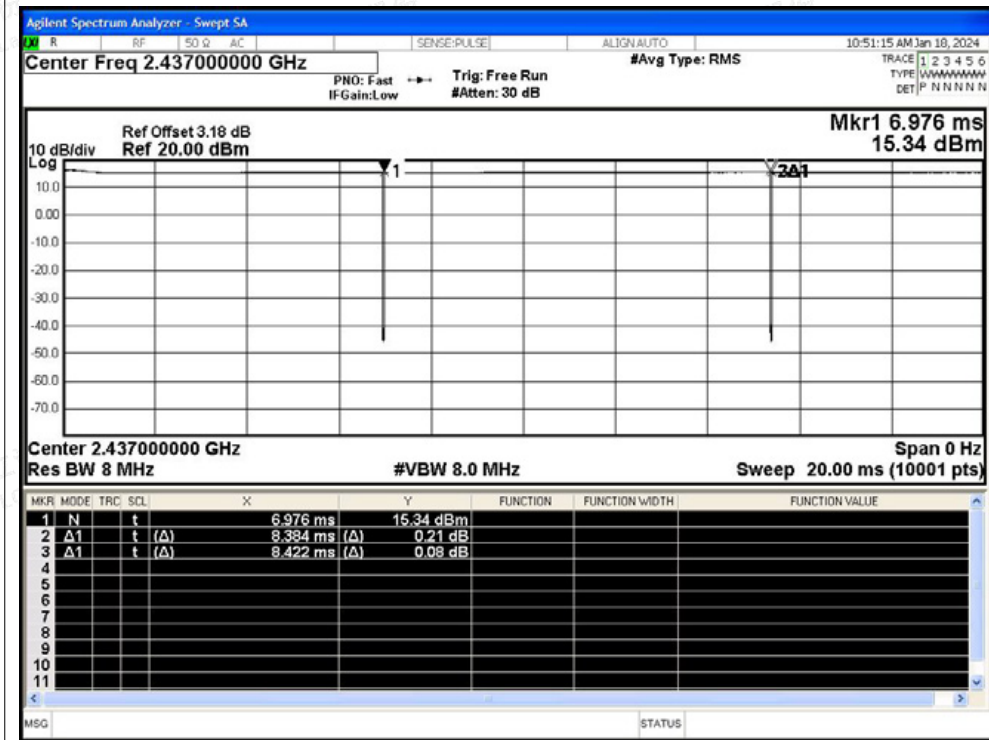 Agilent Spectrum Analyzer - Swept SA
LXI R RF 50 Ω AC SENSE:PULSE ALIGN AUTO 10:51:15 AM Jan 18, 2024
Center Freq 2.437000000 GHz #Avg Type: RMS TRACE 1 2 3 4 5 6
PNO: Fast Trig: Free Run TYPE WWWWWW
IFGain:Low #Atten: 30 dB DET P N N N N N
Mkr1 6.976 ms
Ref Offset 3.18 dB
10 dB/div Ref 20.00 dBm 15.34 dBm
Log
1 3Δ1
10.0
0.00
-10.0
-20.0
-30.0
-40.0
-50.0
-60.0
-70.0
Center 2.437000000 GHz Span 0 Hz
Res BW 8 MHz #VBW 8.0 MHz Sweep 20.00 ms (10001 pts)
MKR MODE TRC SCL X Y FUNCTION FUNCTION WIDTH FUNCTION VALUE
1 N t 6.976 ms 15.34 dBm
2 Δ1 t (Δ) 8.384 ms (Δ) 0.21 dB
3 Δ1 t (Δ) 8.422 ms (Δ) 0.08 dB
4
5
6
7
8
9
10
11
MSG STATUS